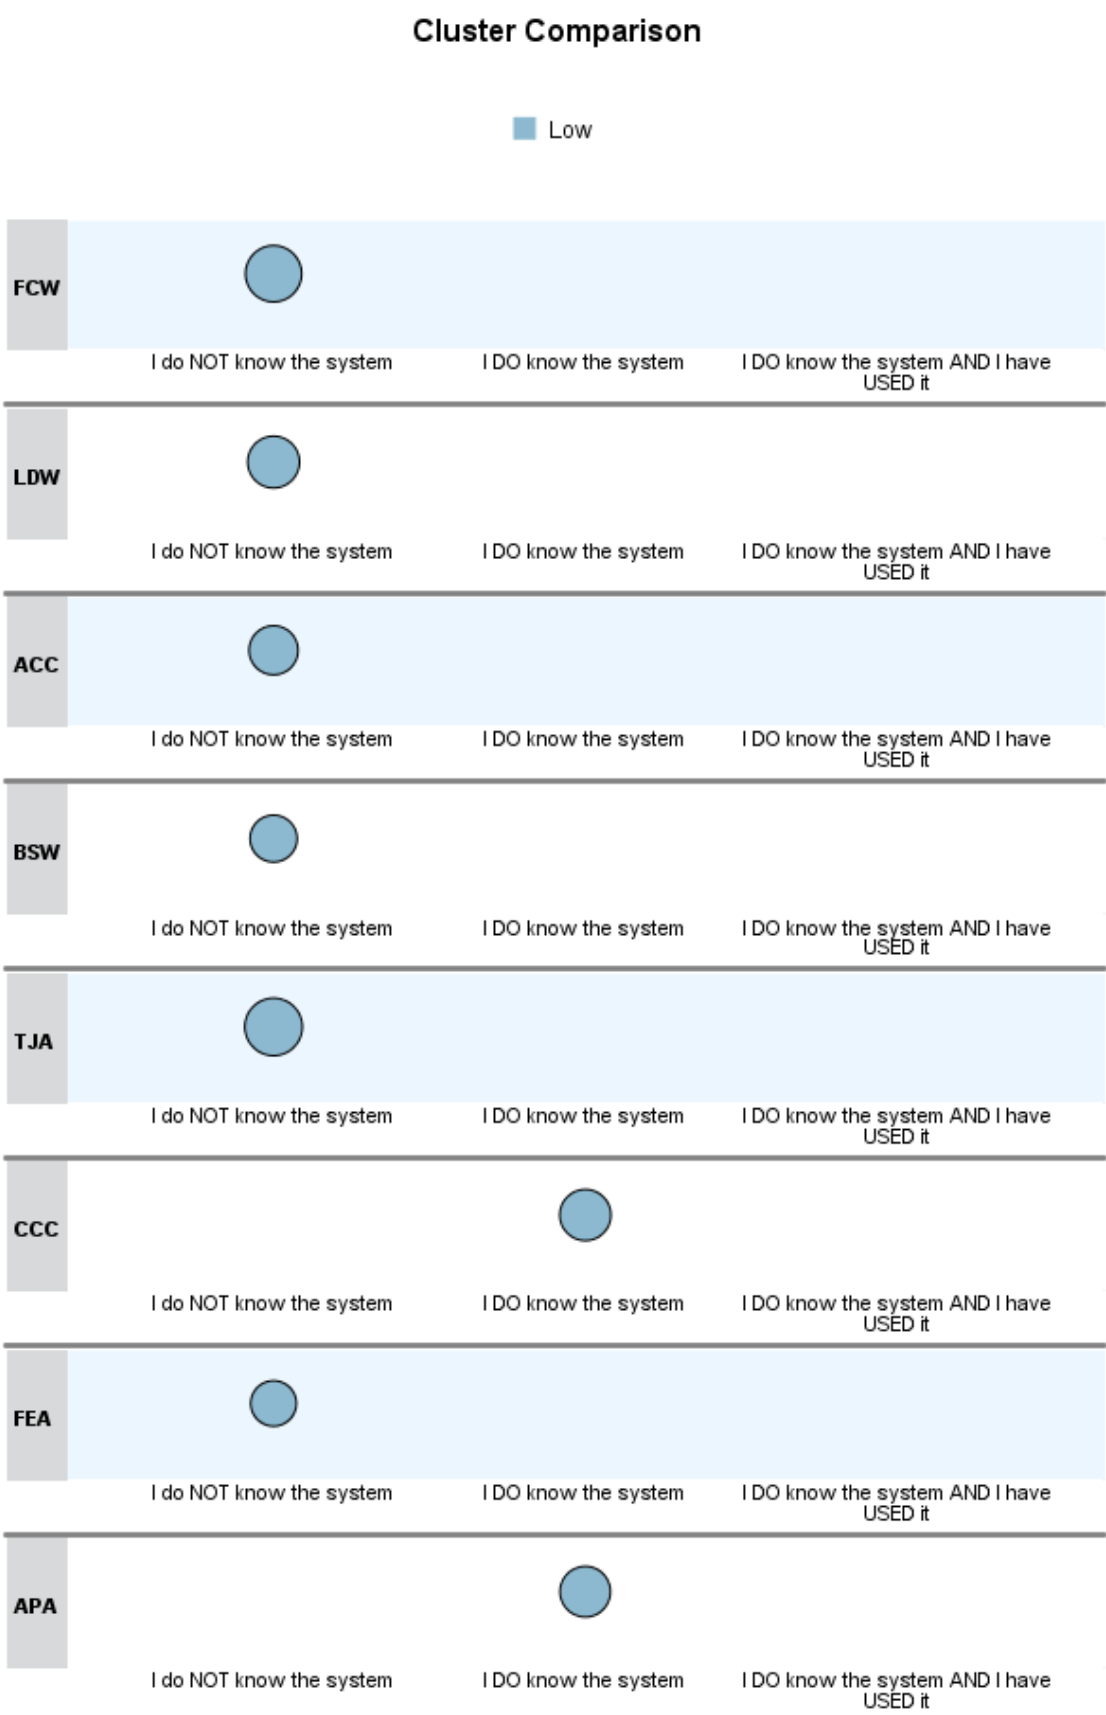 Cluster Comparison
Low
FCW
I do NOT know the system
I DO know the system
I DO know the system AND I have
USED it
LDW
I do NOT know the system
I DO know the system
I DO know the system AND I have
USED it
ACC
I do NOT know the system
I DO know the system
I DO know the system AND I have
USED it
BSW
I do NOT know the system
I DO know the system
I DO know the system AND I have
USED it
TJA
I do NOT know the system
I DO know the system
I DO know the system AND I have
USED it
CCC
I do NOT know the system
I DO know the system
I DO know the system AND I have
USED it
FEA
I do NOT know the system
I DO know the system
I DO know the system AND I have
USED it
APA
I do NOT know the system
I DO know the system
I DO know the system AND I have
USED it